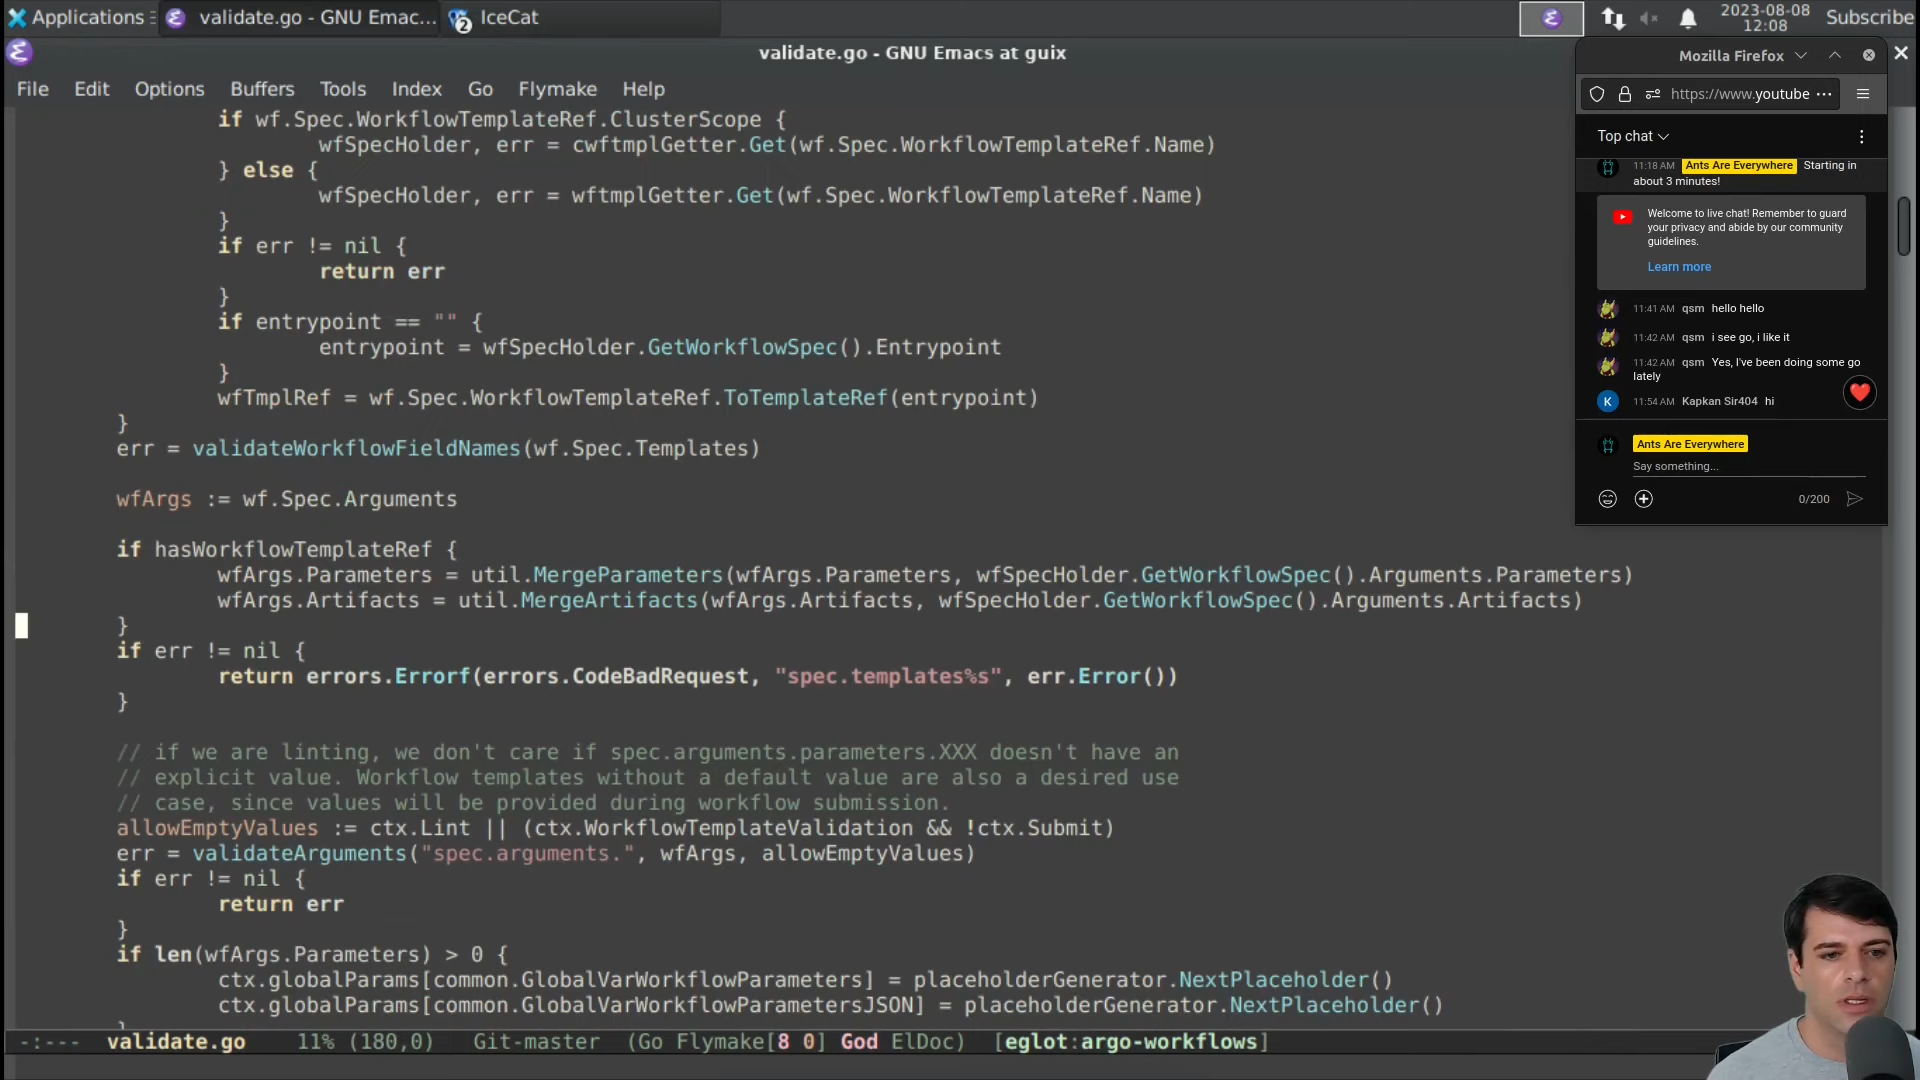 Applications
validate.go - GNU Emac...
2 IceCat
2023-08-08
12:08
Subscribe
validate.go - GNU Emacs at guix
File Edit Options Buffers Tools Index Go Flymake Help
if wf.Spec.WorkflowTemplateRef.ClusterScope {
wfSpecHolder, err = cwftmplGetter.Get(wf.Spec.WorkflowTemplateRef.Name)
} else {
wfSpecHolder, err = wftmplGetter.Get(wf.Spec.WorkflowTemplateRef.Name)
}
if err != nil {
return err
}
if entrypoint == "" {
entrypoint = wfSpecHolder.GetWorkflowSpec().Entrypoint
}
wfTmplRef = wf.Spec.WorkflowTemplateRef.ToTemplateRef(entrypoint)
}
err = validateWorkflowFieldNames(wf.Spec.Templates)
wfArgs := wf.Spec.Arguments
if hasWorkflowTemplateRef {
wfArgs.Parameters = util.MergeParameters(wfArgs.Parameters, wfSpecHolder.GetWorkflowSpec().Arguments.Parameters)
wfArgs.Artifacts = util.MergeArtifacts(wfArgs.Artifacts, wfSpecHolder.GetWorkflowSpec().Arguments.Artifacts)
}
if err != nil {
return errors.Errorf(errors.CodeBadRequest, "spec.templates%s", err.Error())
}
// if we are linting, we don't care if spec.arguments.parameters.XXX doesn't have an
// explicit value. Workflow templates without a default value are also a desired use
// case, since values will be provided during workflow submission.
allowEmptyValues := ctx.Lint || (ctx.WorkflowTemplateValidation && !ctx.Submit)
err = validateArguments("spec.arguments.", wfArgs, allowEmptyValues)
if err != nil {
return err
}
if len(wfArgs.Parameters) > 0 {
ctx.globalParams[common.GlobalVarWorkflowParameters] = placeholderGenerator.NextPlaceholder()
ctx.globalParams[common.GlobalVarWorkflowParametersJSON] = placeholderGenerator.NextPlaceholder()
}
-:--- validate.go 11% (180,0) Git-master (Go Flymake[8 0] God ElDoc) [eglot:argo-workflows]
Mozilla Firefox
https://www.youtube
Top chat
11:18 AM Ants Are Everywhere Starting in
about 3 minutes!
Welcome to live chat! Remember to guard
your privacy and abide by our community
guidelines.
Learn more
11:41 AM qsm hello hello
11:42 AM qsm i see go, i like it
11:42 AM qsm Yes, I've been doing some go
lately
K 11:54 AM Kapkan Sir404 hi
Ants Are Everywhere
Say something...
0/200